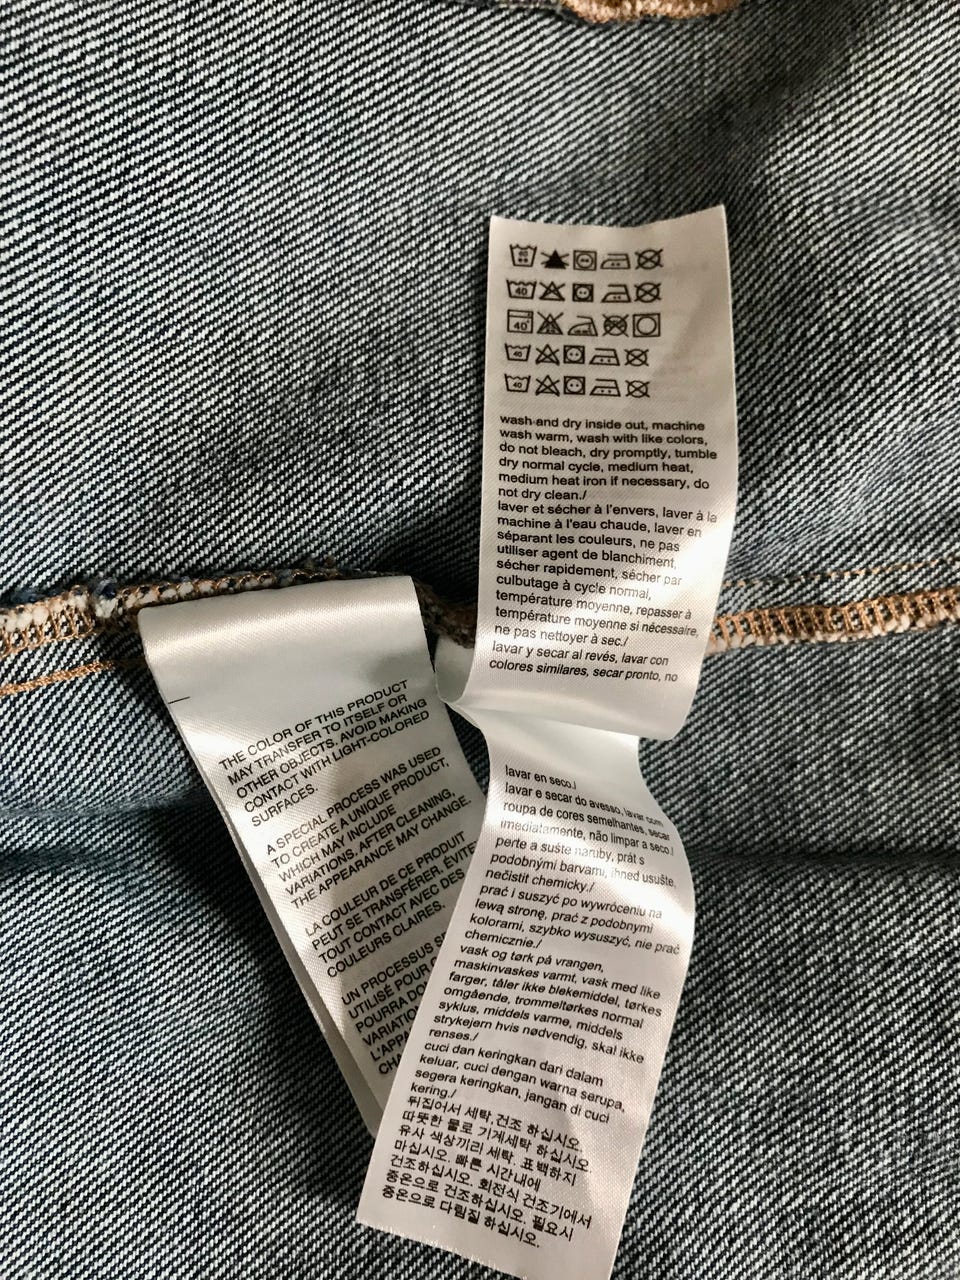 wash and dry inside out, machine
wash warm, wash with like colors,
do not bleach, dry promptly, tumble
dry normal cycle, medium heat,
medium heat iron if necessary, do
not dry clean./
laver et sécher à l'envers, laver à la
machine à l'eau chaude, laver en
séparant les couleurs, ne pas
utiliser agent de blanchiment,
sécher rapidement, sécher par
culbutage à cycle normal,
température moyenne, repasser à
température moyenne si nécessaire,
ne pas nettoyer à sec./
lavar y secar al revés, lavar con
colores similares, secar pronto, no
THE COLOR OF THIS PRODUCT
MAY TRANSFER TO ITSELF OR
OTHER OBJECTS. AVOID MAKING
CONTACT WITH LIGHT-COLORED
SURFACES.
A SPECIAL PROCESS WAS USED
TO CREATE A UNIQUE PRODUCT,
WHICH MAY INCLUDE
VARIATIONS. AFTER CLEANING,
THE APPEARANCE MAY CHANGE.
LA COULEUR DE CE PRODUIT
PEUT SE TRANSFÉRER. ÉVITE
TOUT CONTACT AVEC DES
COULEURS CLAIRES.
UN PROCESSUS
UTILISÉ POUR
POURRA
VARIATION
L'APP
CHA
lavar en seco./
lavar e secar do avesso, lavar com
roupa de cores semelhantes, secar
imediatamente, não limpar a seco./
perte a sušte naruby, prát s
podobnými barvami, ihned usušte,
nečistit chemicky./
prać i suszyć po wywróceniu na
lewą stronę, prać z podobnymi
kolorami, szybko wysuszyć, nie prać
chemicznie./
vask og tørk på vrangen,
maskinvaskes varmt, vask med like
farger, tåler ikke blekemiddel, tørkes
omgående, trommeltørkes normal
syklus, middels varme, middels
strykejern hvis nødvendig, skal ikke
renses./
cuci dan keringkan dari dalam
keluar, cuci dengan warna serupa,
segera keringkan, jangan di cuci
kering./
뒤집어서 세탁,건조 하십시오.
따뜻한 물로 기계세탁 하십시오.
유사 색상끼리 세탁. 표백하지
마십시오. 빠른 시간내에
건조하십시오. 회전식 건조기에서
중온으로 건조하십시오. 필요시
중온으로 다림질 하십시오.